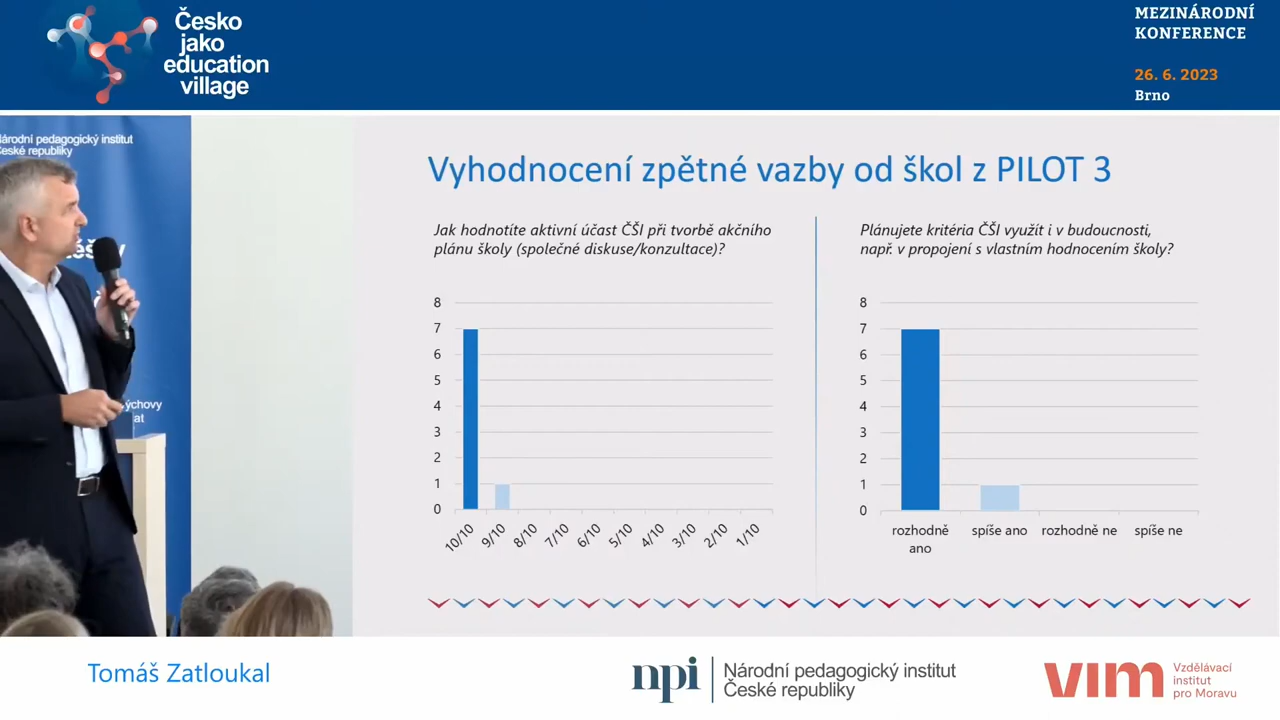 Česko
jako
education
village
MEZINÁRODNÍ
KONFERENCE
26. 6. 2023
Brno
Národní pedagogický institut
České republiky
Vyhodnocení zpětné vazby od škol z PILOT 3
Jak hodnotíte aktivní účast ČŠI při tvorbě akčního
plánu školy (společné diskuse/konzultace)?
8
7
6
5
4
3
2
1
0
10/10
9/10
8/10
7/10
6/10
5/10
4/10
3/10
2/10
1/10
Plánujete kritéria ČŠI využít i v budoucnosti,
např. v propojení s vlastním hodnocením školy?
8
7
6
5
4
3
2
1
0
rozhodně
ano
spíše ano
rozhodně ne
spíše ne
Tomáš Zatloukal
npi
Národní pedagogický institut
České republiky
vim
Vzdělávací
institut
pro Moravu